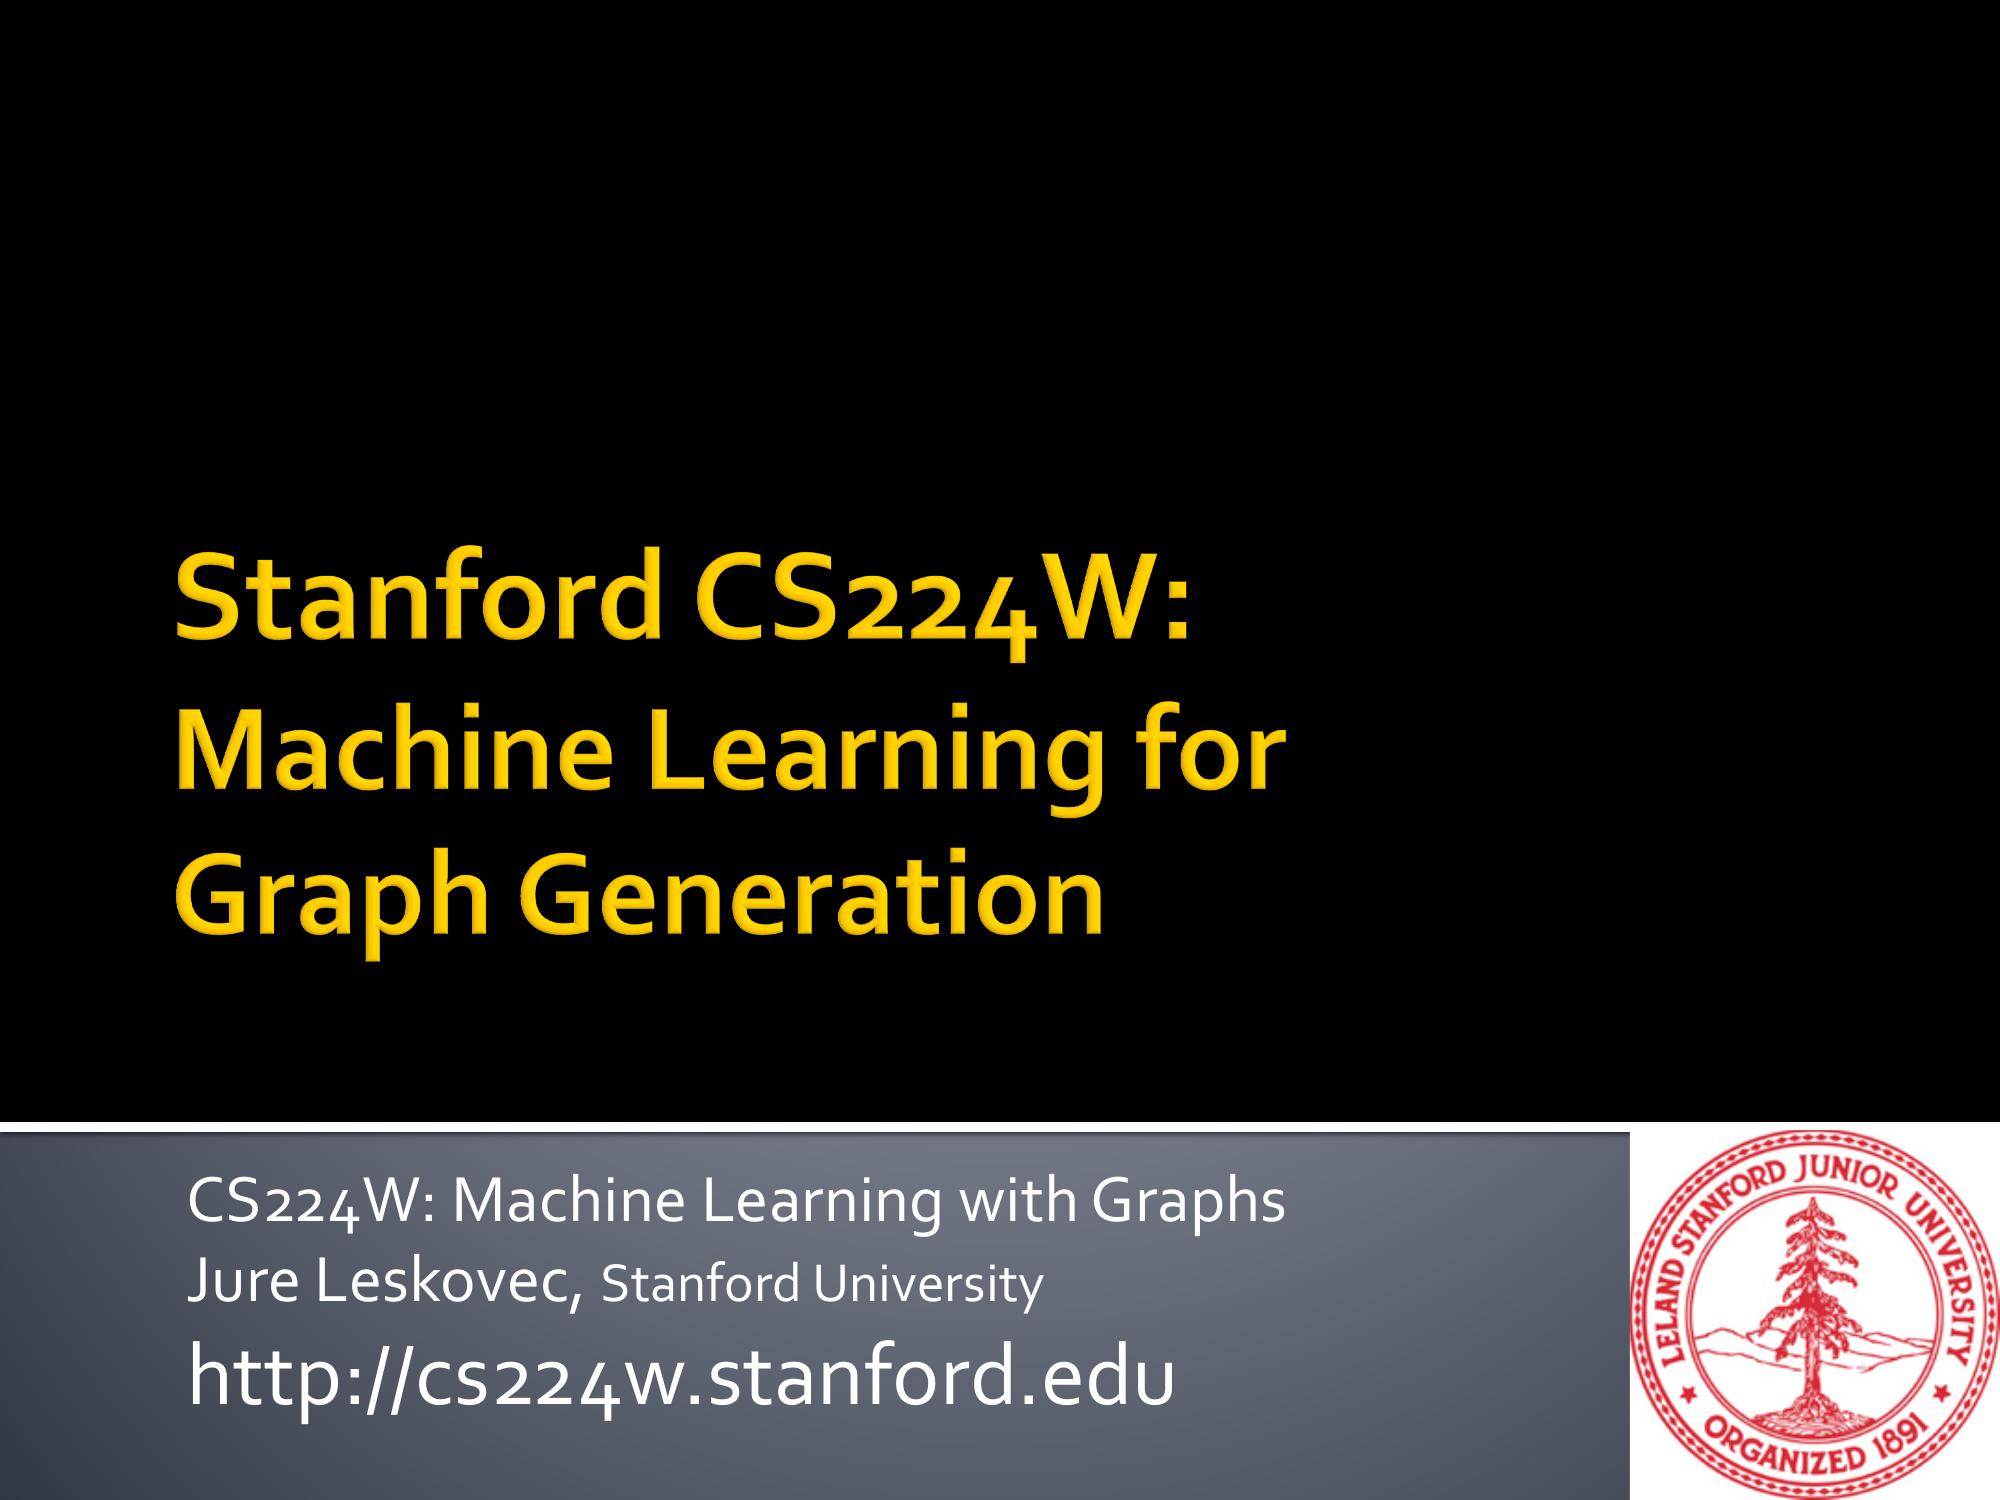 Stanford CS224W:
Machine Learning for
Graph Generation
CS224W: Machine Learning with Graphs
Jure Leskovec, Stanford University
http://cs224w.stanford.edu
LELAND STANFORD JUNIOR UNIVERSITY
ORGANIZED 1891